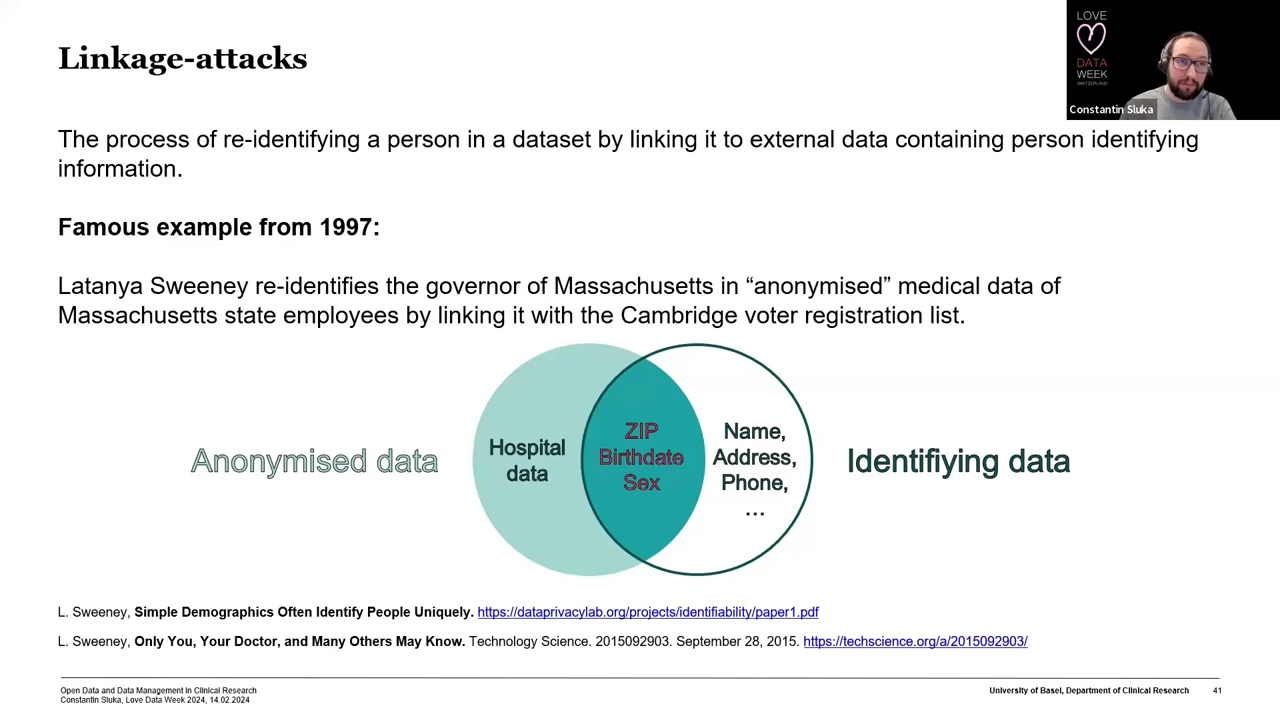 Linkage-attacks
LOVE
DATA
WEEK
SWITZERLAND
Constantin Sluka
The process of re-identifying a person in a dataset by linking it to external data containing person identifying
information.
Famous example from 1997:
Latanya Sweeney re-identifies the governor of Massachusetts in “anonymised” medical data of
Massachusetts state employees by linking it with the Cambridge voter registration list.
Anonymised data
Hospital
data
ZIP
Birthdate
Sex
Name,
Address,
Phone,
...
Identifiying data
L. Sweeney, Simple Demographics Often Identify People Uniquely. https://dataprivacylab.org/projects/identifiability/paper1.pdf
L. Sweeney, Only You, Your Doctor, and Many Others May Know. Technology Science. 2015092903. September 28, 2015. https://techscience.org/a/2015092903/
Open Data and Data Management in Clinical Research
Constantin Sluka, Love Data Week 2024, 14.02.2024
University of Basel, Department of Clinical Research 41